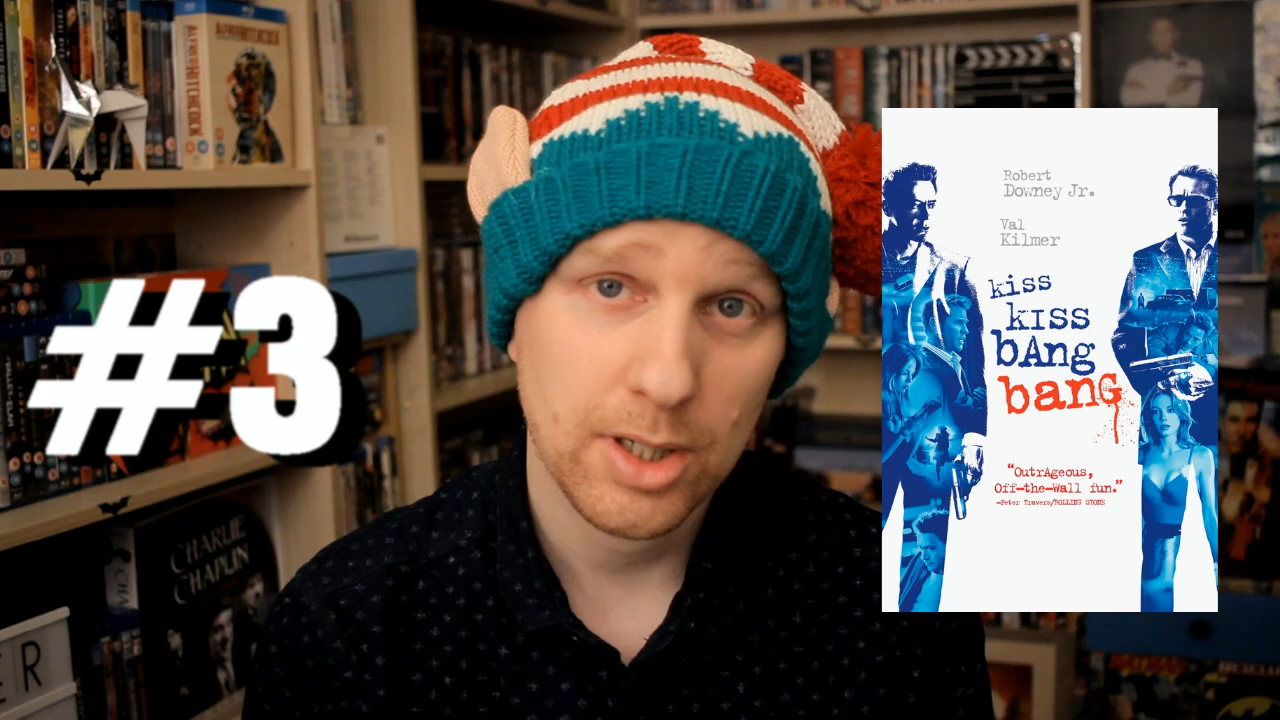 ALFRED HITCHCOCK
#3
CHARLIE
CHAPLIN
ER
Robert
Downey Jr.
Val
Kilmer
kiss
kiss
bAng
banG
“OutrAgeous,
Off-the-Wall fun.”
-Peter Travers/ROLLING STONE